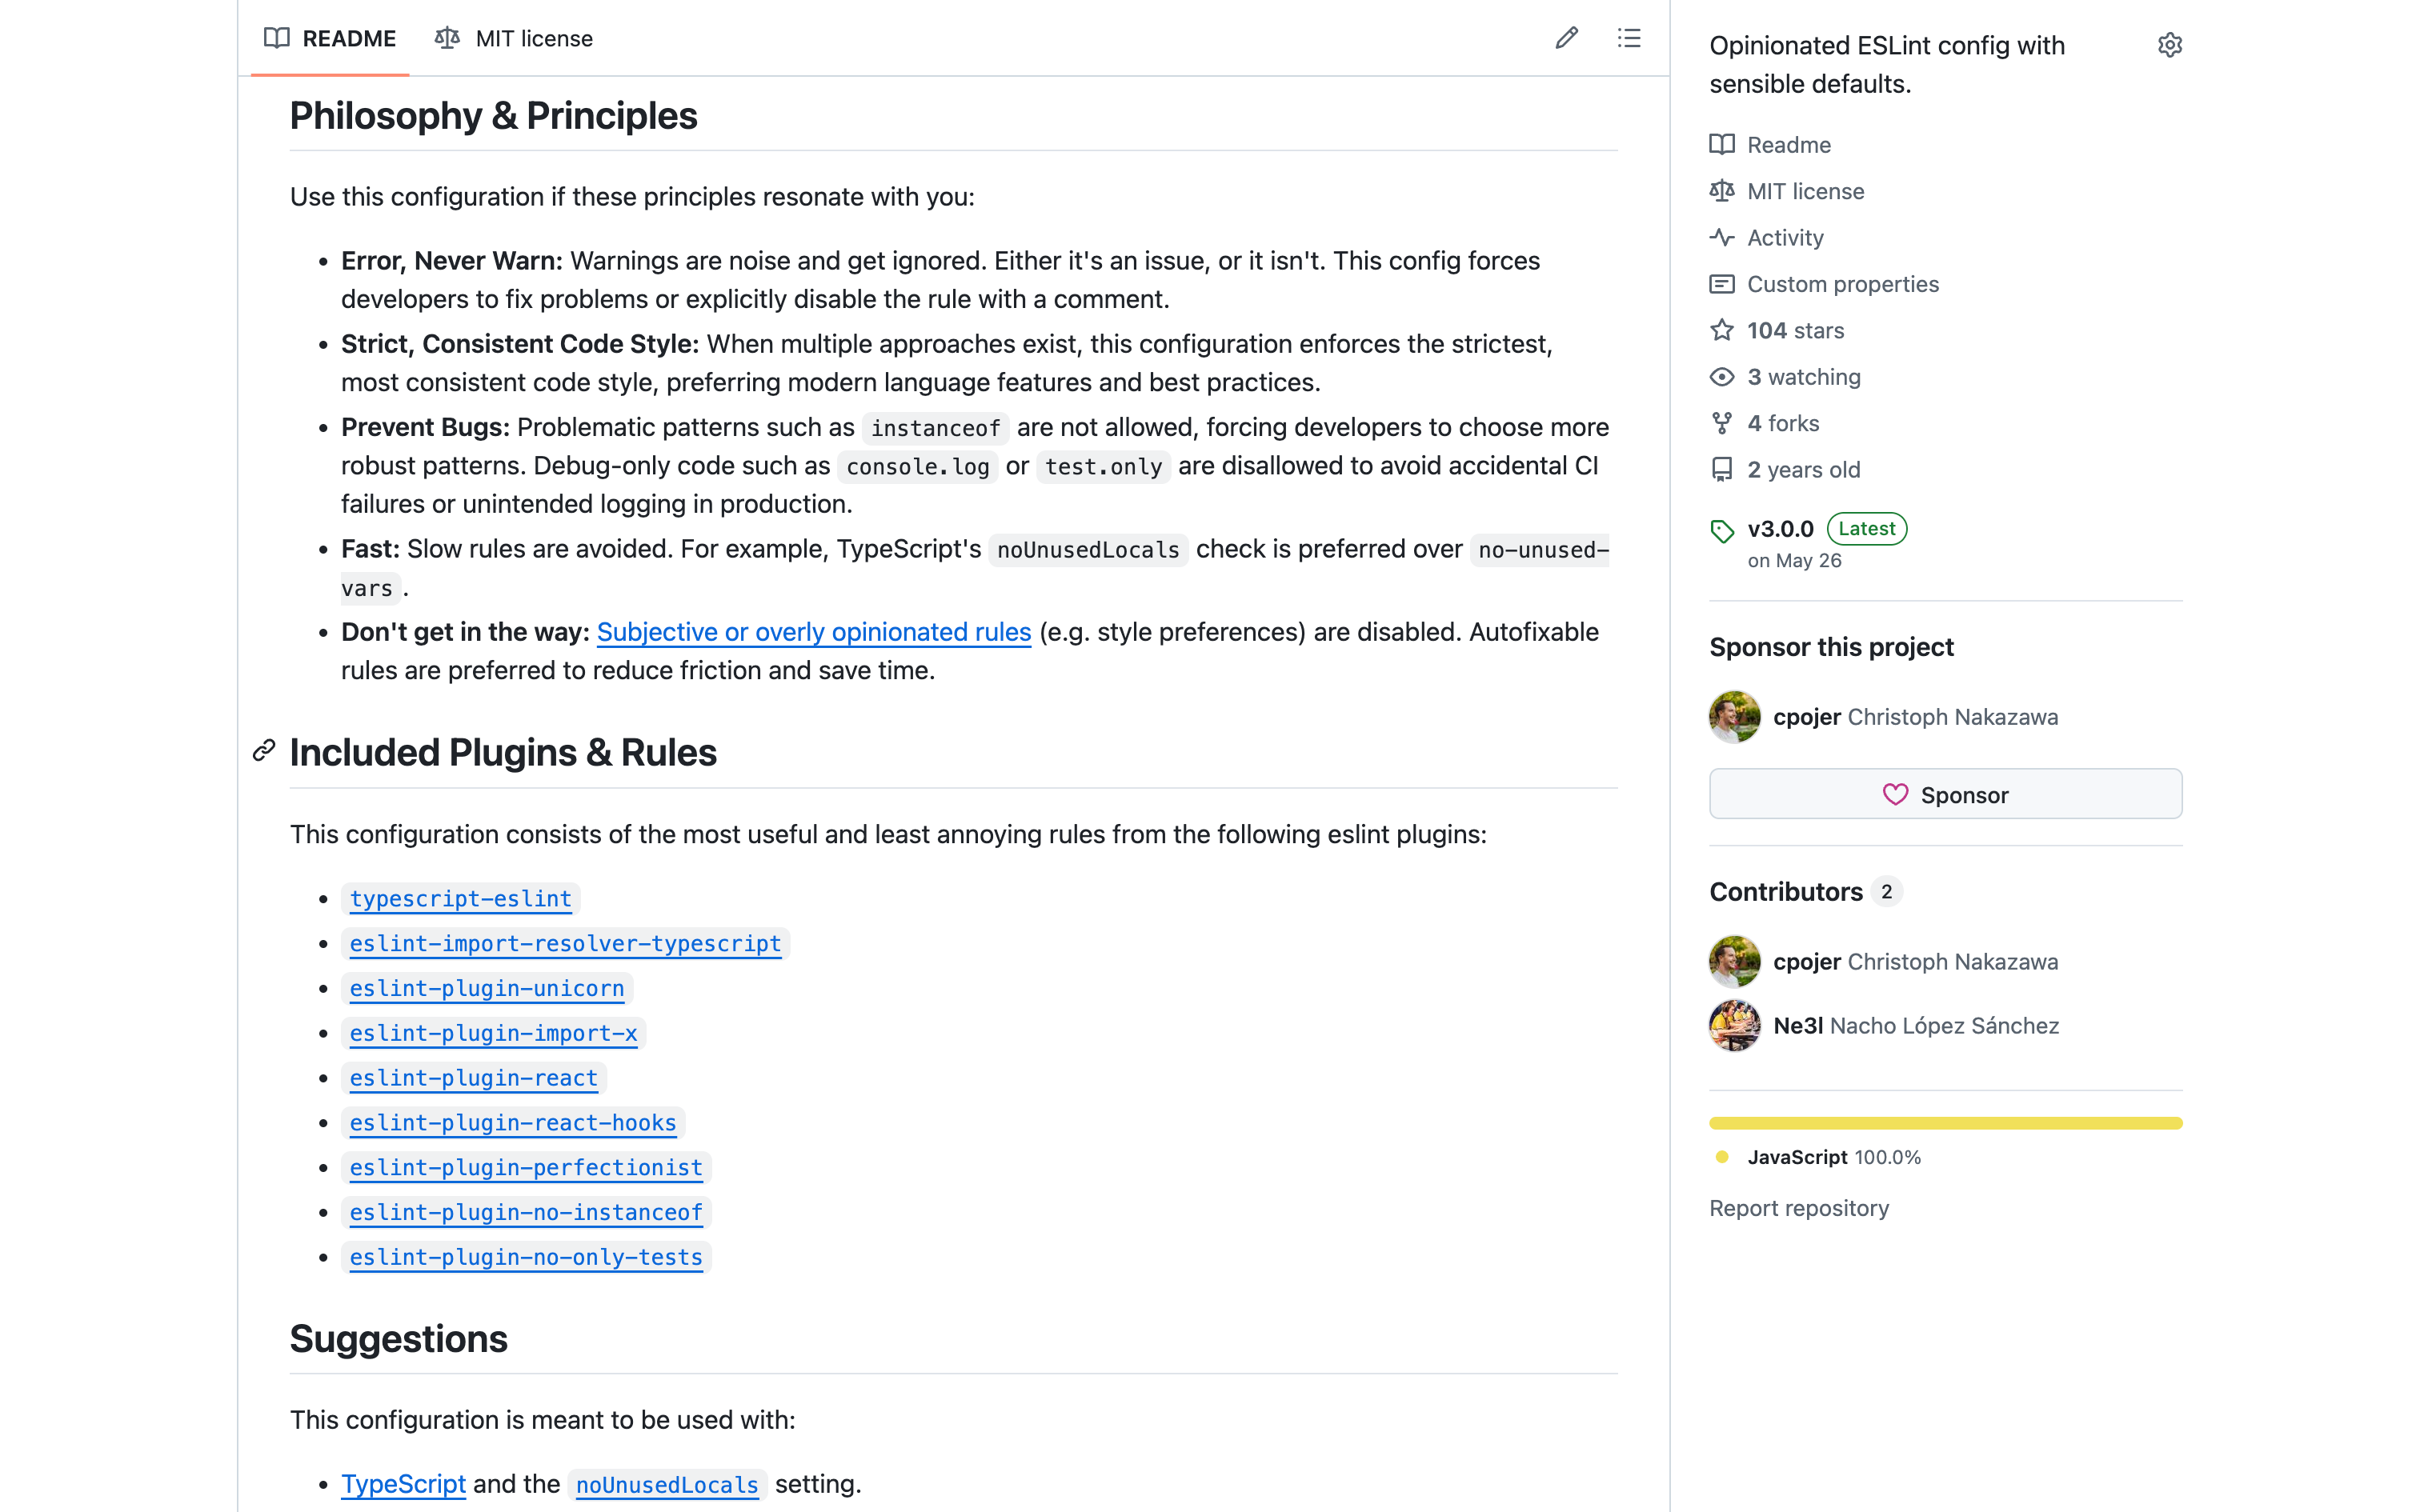 README
MIT license
Philosophy & Principles
Use this configuration if these principles resonate with you:
Error, Never Warn: Warnings are noise and get ignored. Either it's an issue, or it isn't. This config forces
developers to fix problems or explicitly disable the rule with a comment.
Strict, Consistent Code Style: When multiple approaches exist, this configuration enforces the strictest,
most consistent code style, preferring modern language features and best practices.
Prevent Bugs: Problematic patterns such as instanceof are not allowed, forcing developers to choose more
robust patterns. Debug-only code such as console.log or test.only are disallowed to avoid accidental CI
failures or unintended logging in production.
Fast: Slow rules are avoided. For example, TypeScript's noUnusedLocals check is preferred over no-unused-
vars.
Don't get in the way: Subjective or overly opinionated rules (e.g. style preferences) are disabled. Autofixable
rules are preferred to reduce friction and save time.
Included Plugins & Rules
This configuration consists of the most useful and least annoying rules from the following eslint plugins:
typescript-eslint
eslint-import-resolver-typescript
eslint-plugin-unicorn
eslint-plugin-import-x
eslint-plugin-react
eslint-plugin-react-hooks
eslint-plugin-perfectionist
eslint-plugin-no-instanceof
eslint-plugin-no-only-tests
Suggestions
This configuration is meant to be used with:
TypeScript and the noUnusedLocals setting.
Opinionated ESLint config with
sensible defaults.
Readme
MIT license
Activity
Custom properties
104 stars
3 watching
4 forks
2 years old
v3.0.0 Latest
on May 26
Sponsor this project
cpojer Christoph Nakazawa
Sponsor
Contributors 2
cpojer Christoph Nakazawa
Ne3l Nacho López Sánchez
JavaScript 100.0%
Report repository